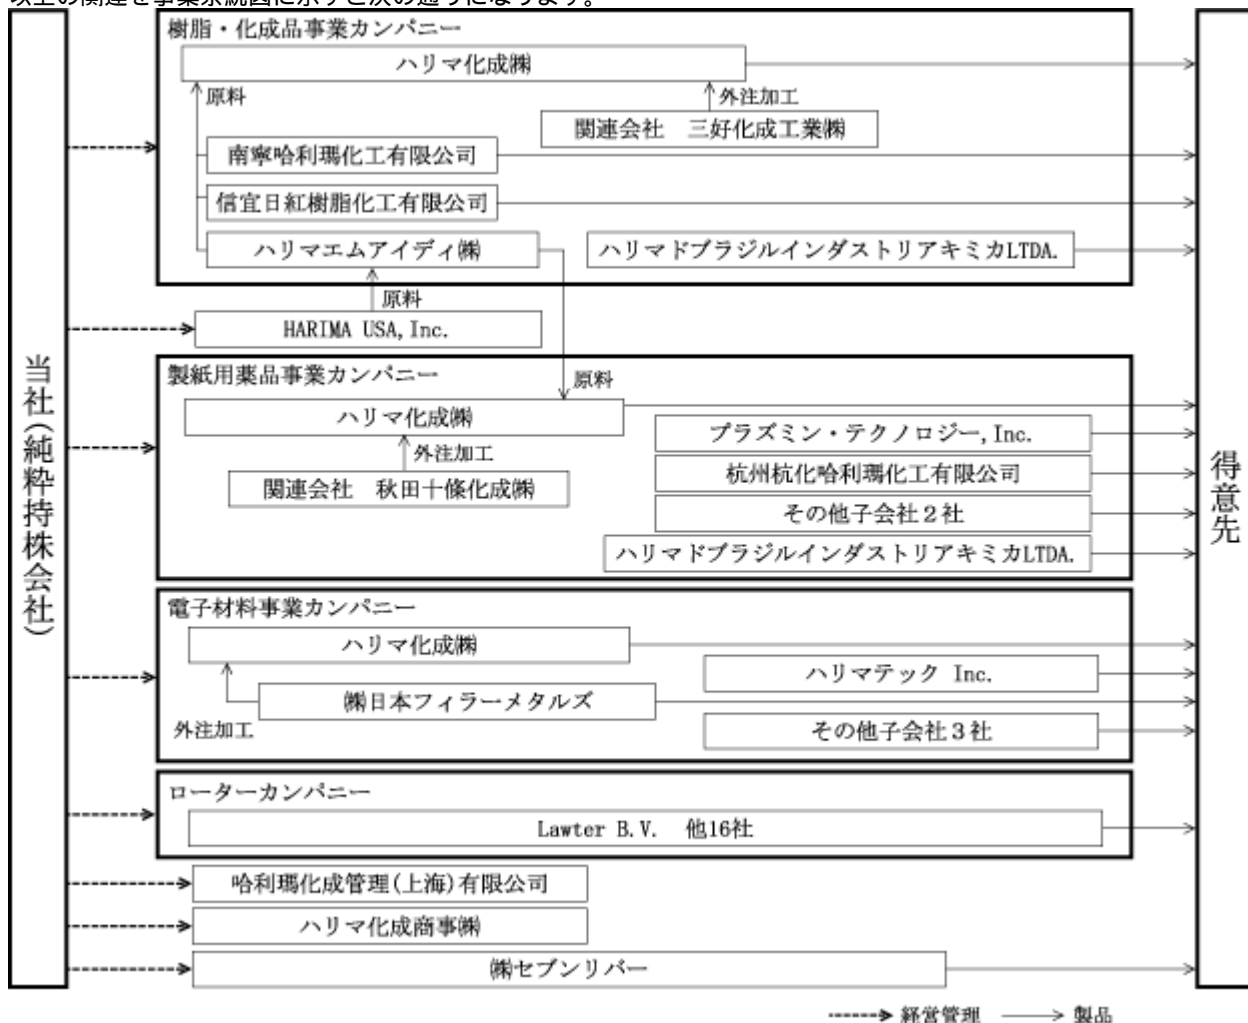 以上の関連を事業系統図に示すと次の通りになります。
樹脂・化成品事業カンパニー
ハリマ化成㈱
原料
外注加工
関連会社　三好化成工業㈱
南寧哈利瑪化工有限公司
信宜日紅樹脂化工有限公司
ハリマエムアイディ㈱
ハリマドブラジルインダストリアキミカLTDA.
原料
HARIMA USA, Inc.
当社（純粋持株会社）
製紙用薬品事業カンパニー
原料
ハリマ化成㈱
外注加工
関連会社　秋田十條化成㈱
プラズミン・テクノロジー, Inc.
杭州杭化哈利瑪化工有限公司
その他子会社２社
ハリマドブラジルインダストリアキミカLTDA.
得意先
電子材料事業カンパニー
ハリマ化成㈱
ハリマテック Inc.
㈱日本フィラーメタルズ
外注加工
その他子会社３社
ローターカンパニー
Lawter B.V.　他16社
哈利瑪化成管理(上海)有限公司
ハリマ化成商事㈱
㈱セブンリバー
経営管理
製品